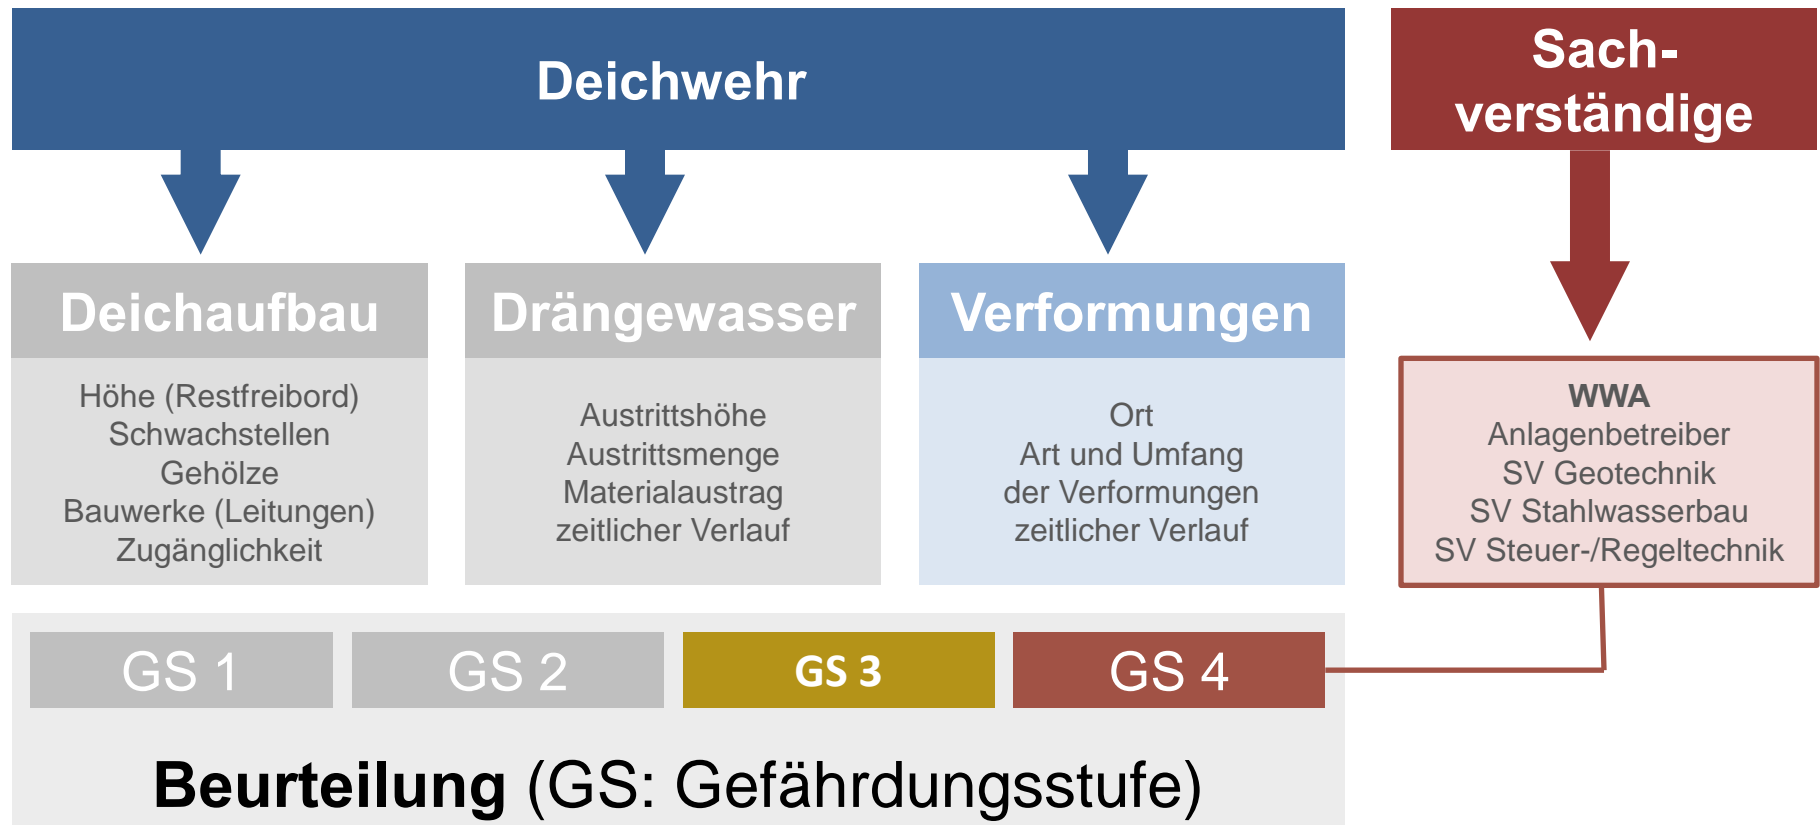 Deichwehr
Sach-
verständige
Deichaufbau
Höhe (Restfreibord)
Schwachstellen
Gehölze
Bauwerke (Leitungen)
Zugänglichkeit
Drängewasser
Austrittshöhe
Austrittsmenge
Materialaustrag
zeitlicher Verlauf
Verformungen
Ort
Art und Umfang
der Verformungen
zeitlicher Verlauf
WWA
Anlagenbetreiber
SV Geotechnik
SV Stahlwasserbau
SV Steuer-/Regeltechnik
GS 1
GS 2
GS 3
GS 4
Beurteilung (GS: Gefährdungsstufe)